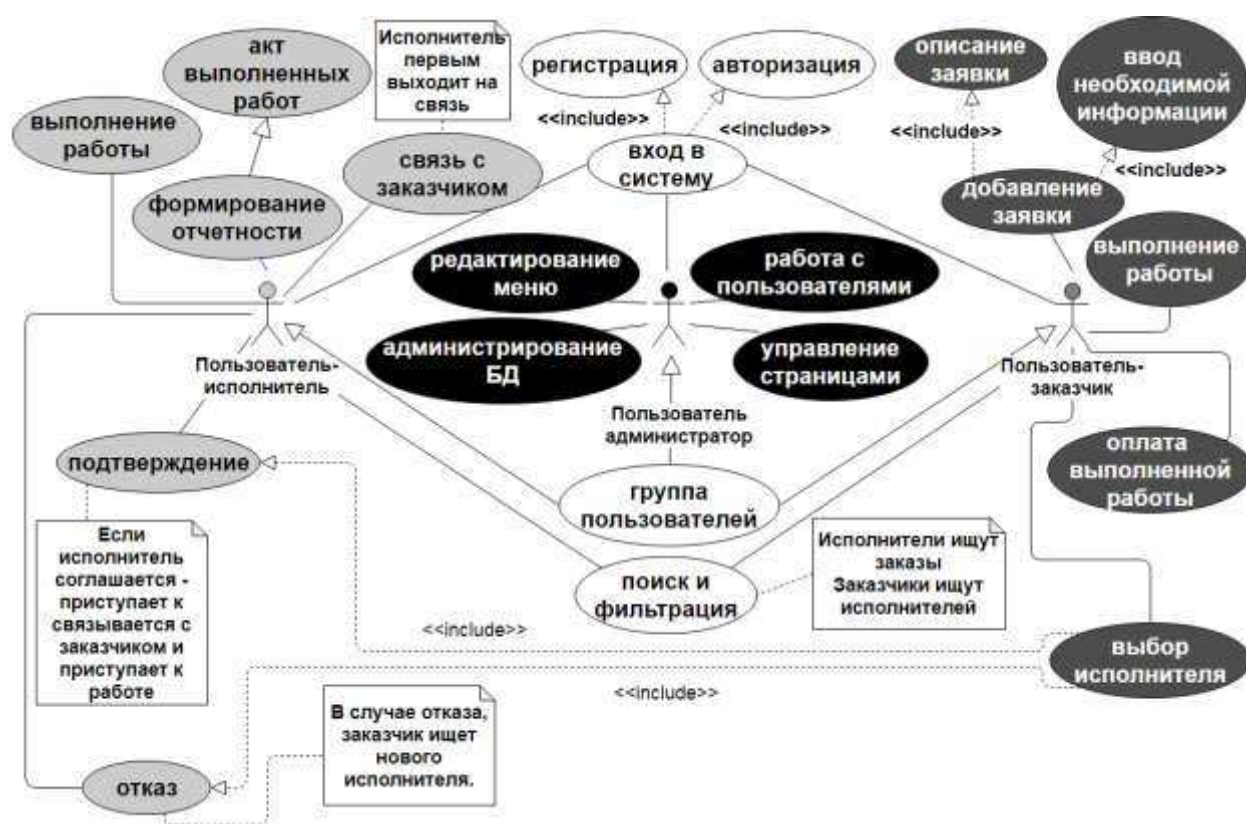 акт
выполненных
работ
Исполнитель
первым
выходит на
связь
регистрация
авторизация
описание
заявки
ввод
необходимой
информации
выполнение
работы
<<include>>
<<include>>
<<include>>
<<include>>
связь с
заказчиком
вход в
систему
формирование
отчетности
добавление
заявки
выполнение
работы
редактирование
меню
работа с
пользователями
администрирование
БД
управление
страницами
Пользователь-
исполнитель
Пользователь
администратор
Пользователь-
заказчик
подтверждение
группа
пользователей
оплата
выполненной
работы
Если
исполнитель
соглашается -
приступает к
связывается с
заказчиком и
приступает к
работе
поиск и
фильтрация
Исполнители ищут
заказы
Заказчики ищут
исполнителей
<<include>>
выбор
исполнителя
<<include>>
В случае отказа,
заказчик ищет
нового
исполнителя.
отказ